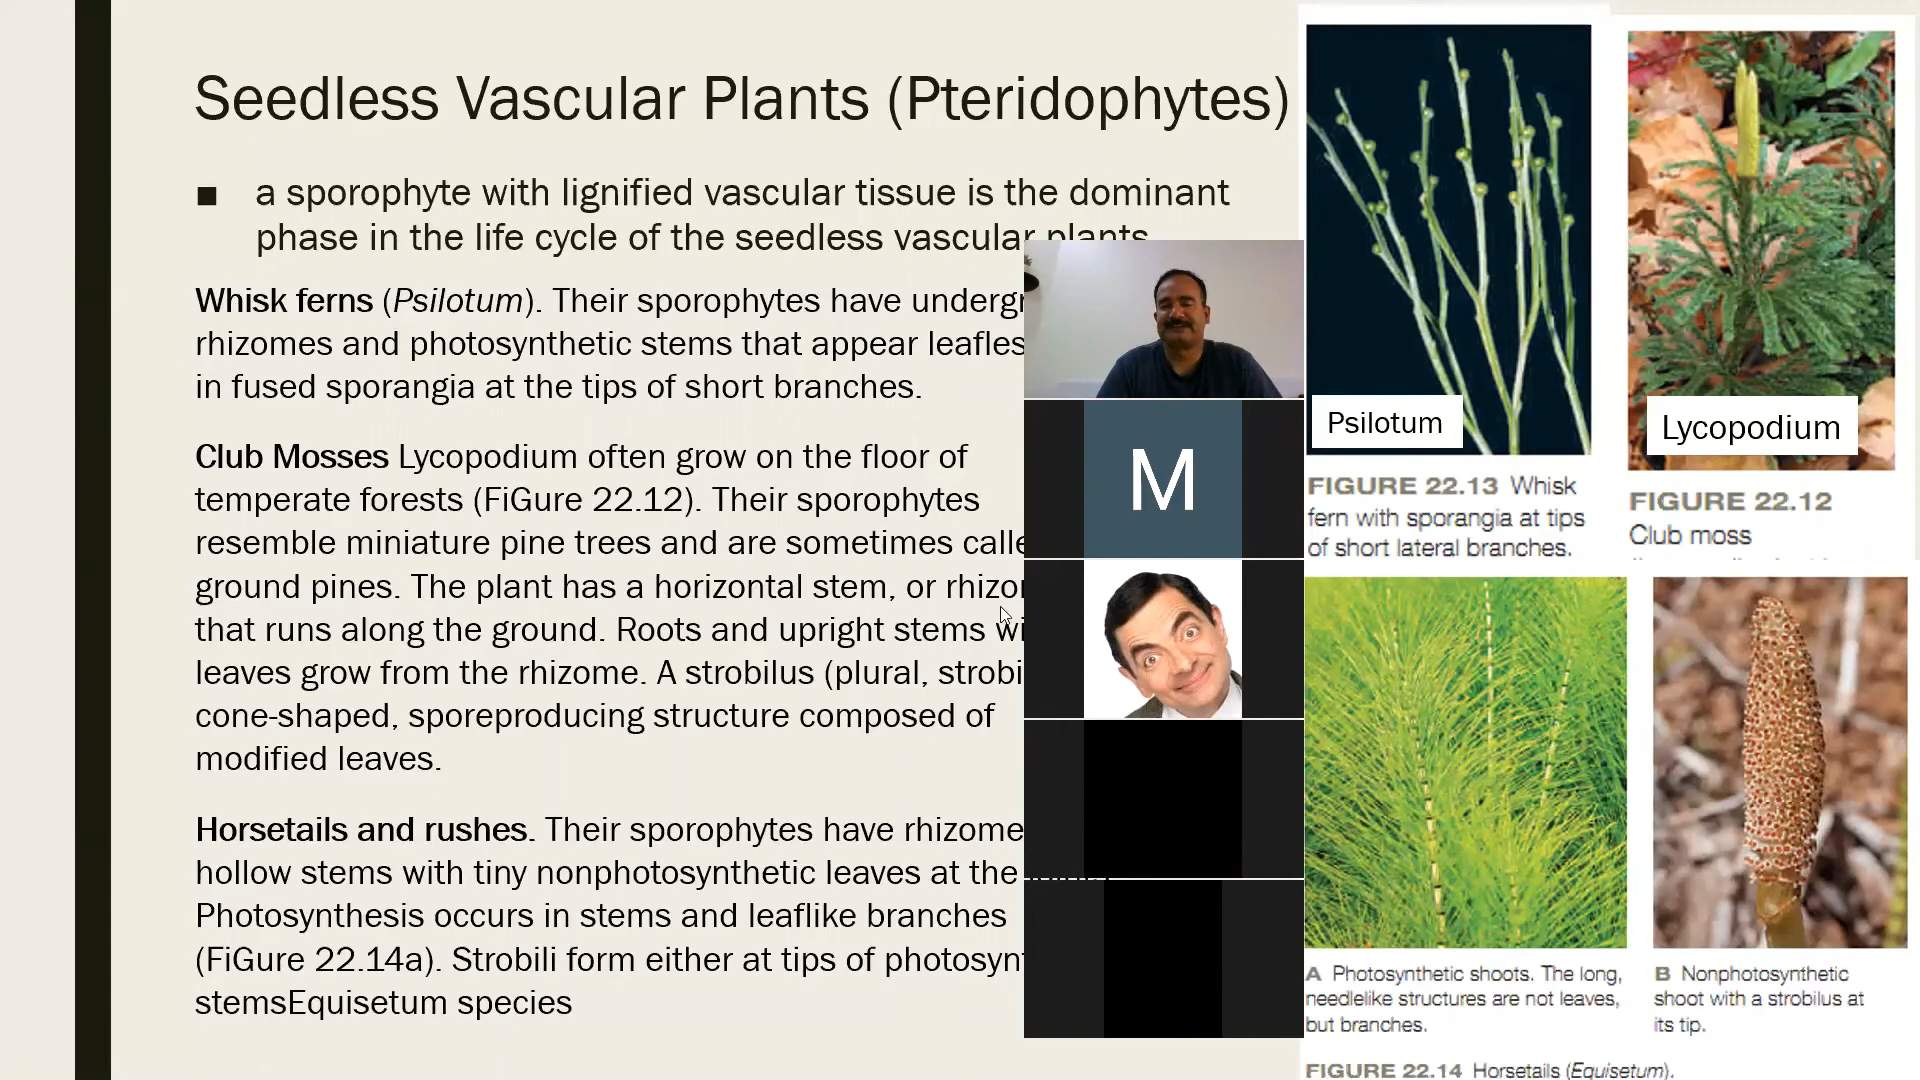 Seedless Vascular Plants (Pteridophytes)
■ a sporophyte with lignified vascular tissue is the dominant
phase in the life cycle of the seedless vascular plants
Whisk ferns (Psilotum). Their sporophytes have undergr
rhizomes and photosynthetic stems that appear leafles
in fused sporangia at the tips of short branches.
Club Mosses Lycopodium often grow on the floor of
temperate forests (FiGure 22.12). Their sporophytes
resemble miniature pine trees and are sometimes calle
ground pines. The plant has a horizontal stem, or rhizo
that runs along the ground. Roots and upright stems wi
leaves grow from the rhizome. A strobilus (plural, strobi
cone-shaped, sporeproducing structure composed of
modified leaves.
Horsetails and rushes. Their sporophytes have rhizome
hollow stems with tiny nonphotosynthetic leaves at the
Photosynthesis occurs in stems and leaflike branches
(FiGure 22.14a). Strobili form either at tips of photosyn
stemsEquisetum species
M
Psilotum
FIGURE 22.13 Whisk
fern with sporangia at tips
of short lateral branches.
Lycopodium
FIGURE 22.12
Club moss
A Photosynthetic shoots. The long,
needlelike structures are not leaves,
but branches.
B Nonphotosynthetic
shoot with a strobilus at
its tip.
FIGURE 22.14 Horsetails (Equisetum).